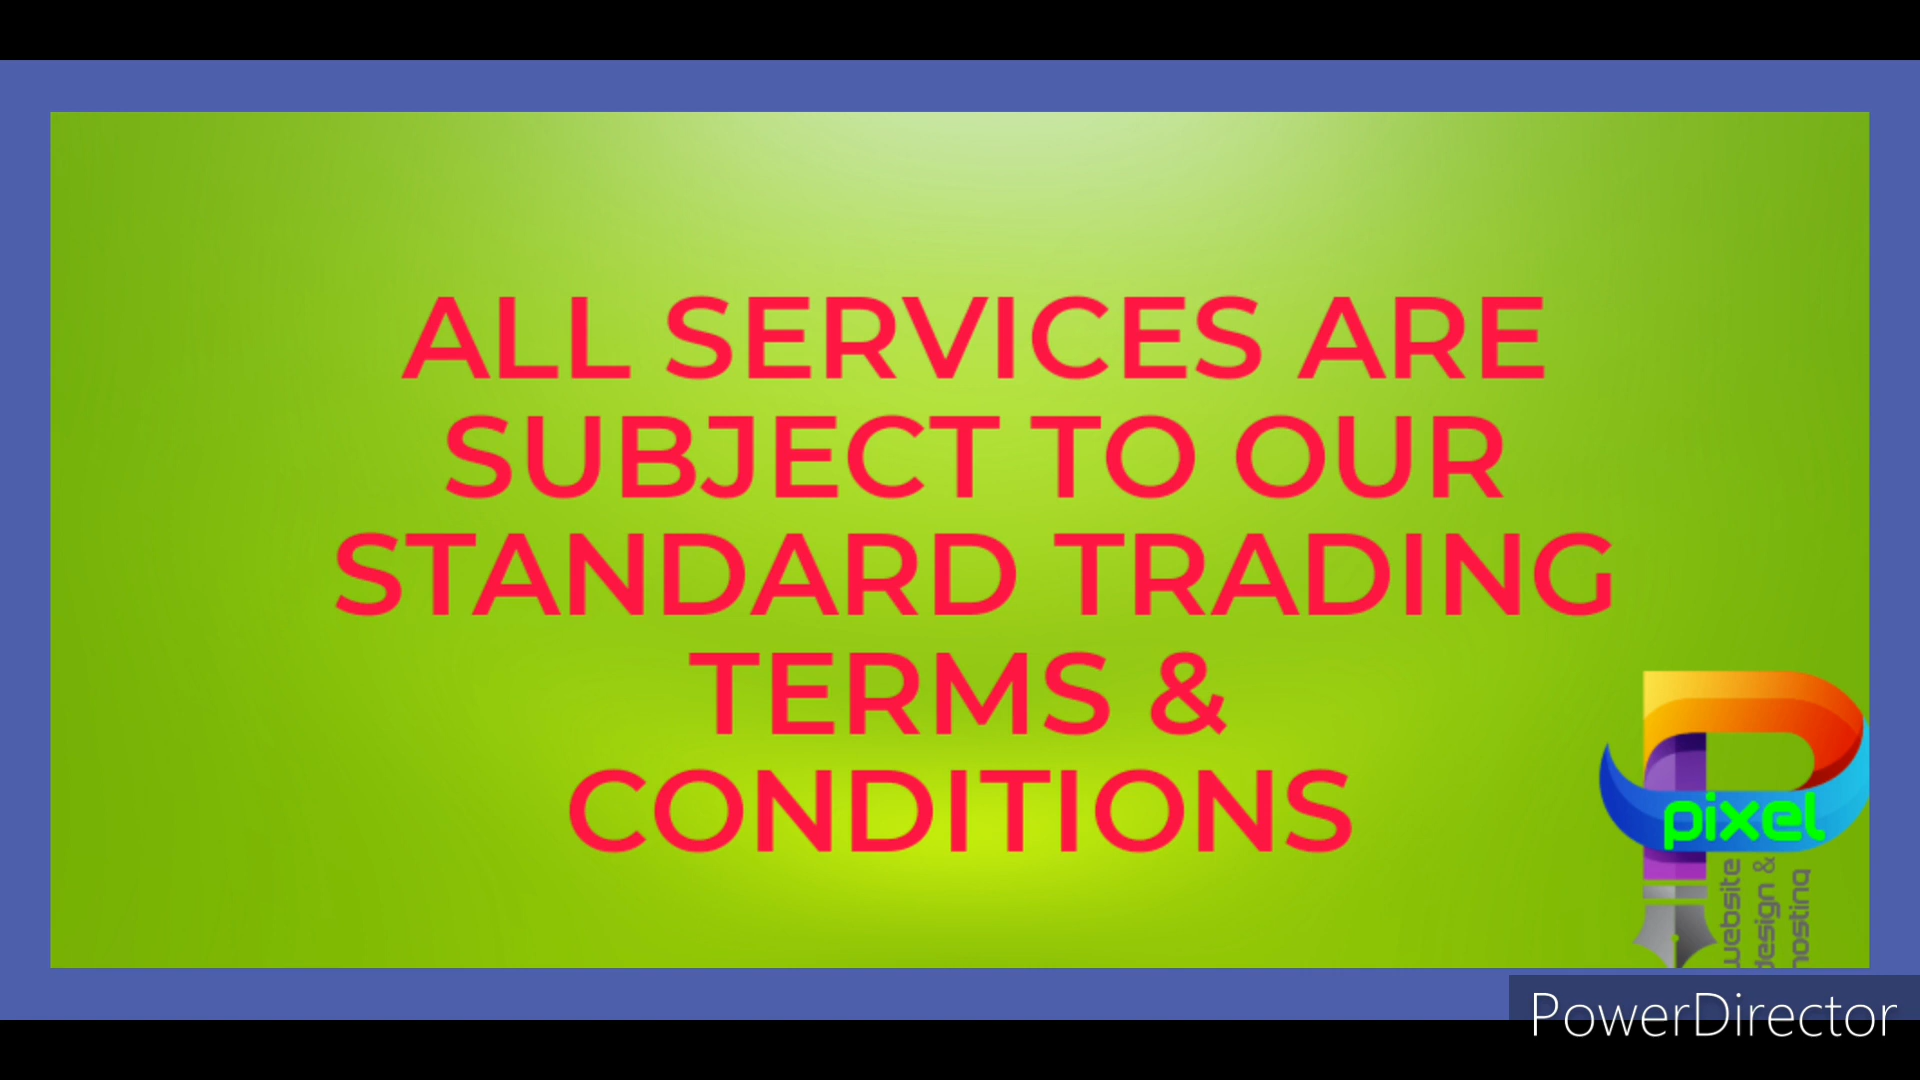 ALL SERVICES ARE
SUBJECT TO OUR
STANDARD TRADING
TERMS &
CONDITIONS
pixel
website
design &
hosting
PowerDirector